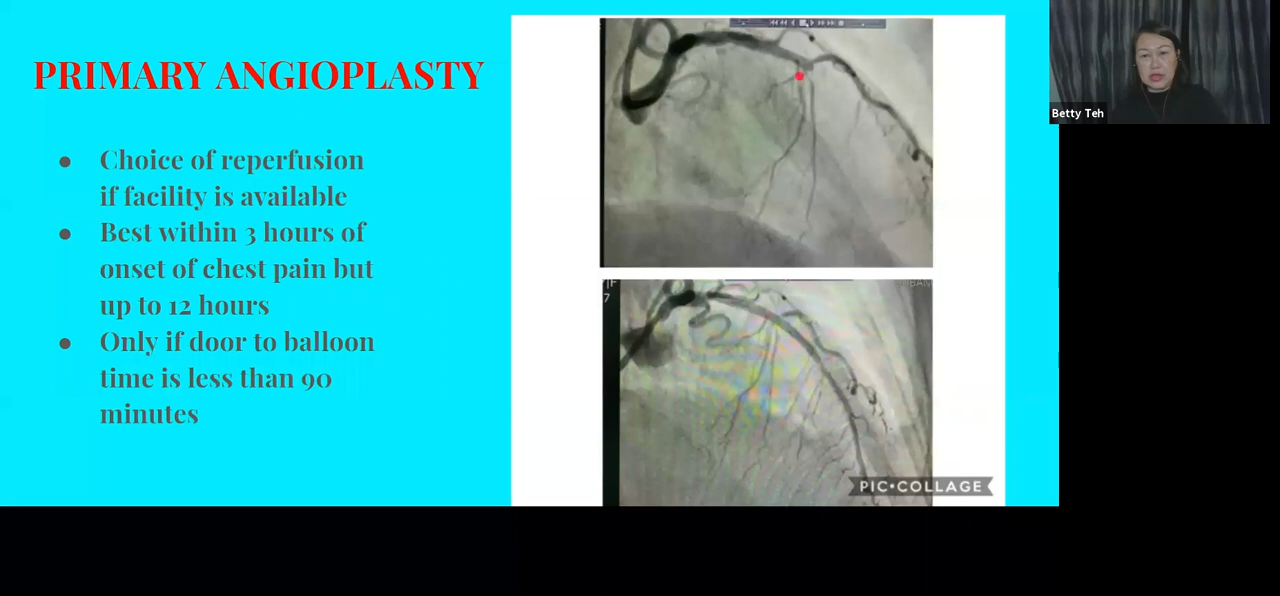 PRIMARY ANGIOPLASTY
● Choice of reperfusion
if facility is available
● Best within 3 hours of
onset of chest pain but
up to 12 hours
● Only if door to balloon
time is less than 90
minutes
7
PIC•COLLAGE
Betty Teh